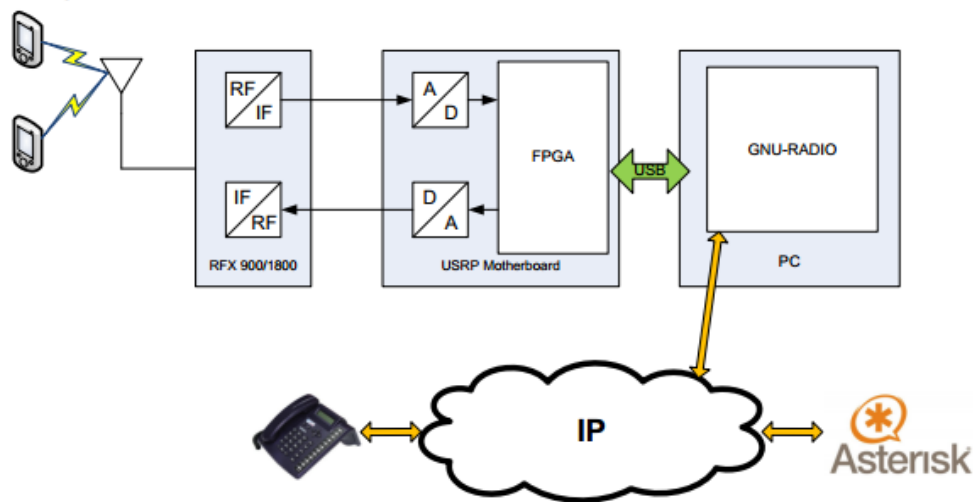 RF
IF
A
D
FPGA
USB
GNU-RADIO
IF
RF
D
A
RFX 900/1800
USRP Motherboard
PC
IP
Asterisk